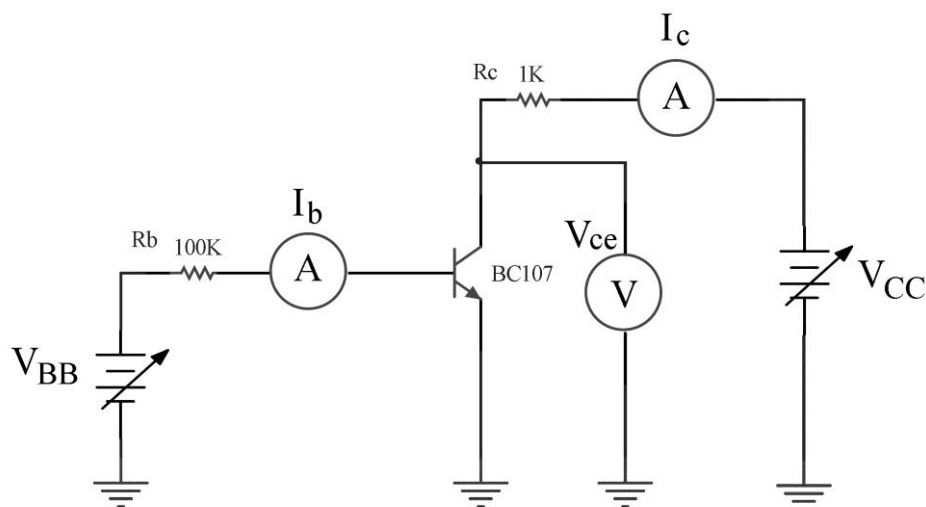 Ic
Rc 1K
A
Ib
Rb 100K
A
Vce
BC107
V
VCC
VBB